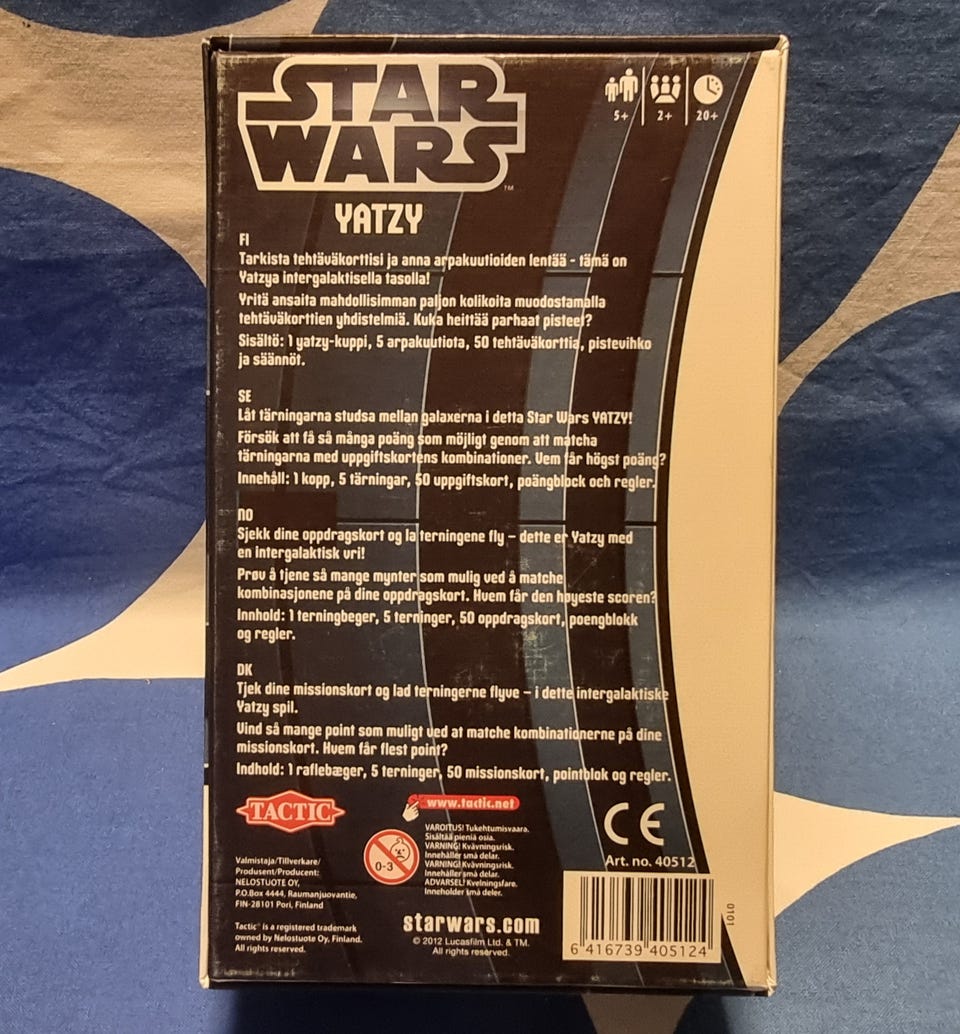 STAR
WARS
TM
YATZY
5+ 2+ 20+
FI
Tarkista tehtäväkorttisi ja anna arpakuutioiden lentää - tämä on
Yatzya intergalaktisella tasolla!
Yritä ansaita mahdollisimman paljon kolikoita muodostamalla
tehtäväkorttien yhdistelmiä. Kuka heittää parhaat pisteet?
Sisältö: 1 yatzy-kuppi, 5 arpakuutiota, 50 tehtäväkorttia, pistevihko
ja säännöt.
SE
Låt tärningarna studsa mellan galaxerna i detta Star Wars YATZY!
Försök att få så många poäng som möjligt genom att matcha
tärningarna med uppgiftskortens kombinationer. Vem får högst poäng?
Innehåll: 1 kopp, 5 tärningar, 50 uppgiftskort, poängblock och regler.
NO
Sjekk dine oppdragskort og la terningene fly – dette er Yatzy med
en intergalaktisk vri!
Prøv å tjene så mange mynter som mulig ved å matche
kombinasjonene på dine oppdragskort. Hvem får den høyeste scoren?
Innhold: 1 terningbeger, 5 terninger, 50 oppdragskort, poengblokk
og regler.
DK
Tjek dine missionskort og lad terningerne flyve – i dette intergalaktiske
Yatzy spil.
Vind så mange point som muligt ved at matche kombinationerne på dine
missionskort. Hvem får flest point?
Indhold: 1 raflebæger, 5 terninger, 50 missionskort, pointblok og regler.
TACTIC
www.tactic.net
CE
Art. no. 40512
0-3
VAROITUS! Tukehtumisvaara.
Sisältää pieniä osia.
VARNING! Kvävningsrisk.
Innehåller små delar.
VARNING! Kvävningsrisk.
Innehåller små delar.
ADVARSEL! Kvelningsfare.
Inneholder små deler.
Valmistaja/Tillverkare/
Produsent/Producent:
NELOSTUOTE OY,
P.O.Box 4444, Raumanjuovantie,
FIN-28101 Pori, Finland
Tactic® is a registered trademark
owned by Nelostuote Oy, Finland.
All rights reserved.
starwars.com
© 2012 Lucasfilm Ltd. & TM.
All rights reserved.
6 416739 405124
0101